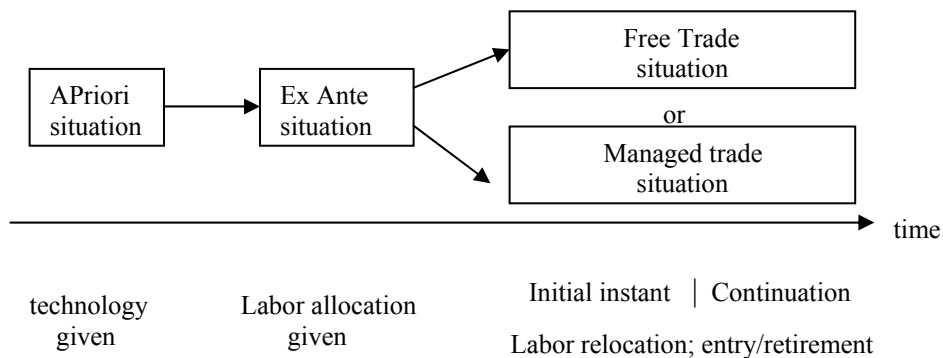 Free Trade
situation
APriori
situation
Ex Ante
situation
or
Managed trade
situation
time
technology
given
Labor allocation
given
Initial instant | Continuation
Labor relocation; entry/retirement